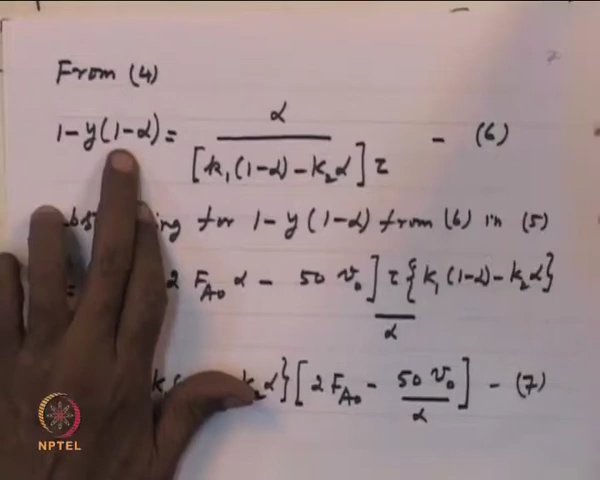 From (4)
1 - y(1-α) = α / [k₁(1-α) - k₂α] τ - (6)
for 1 - y (1-α) from (6) in (5)
2 F_A0 α - 50 v₀ ] τ {k₁(1-α) - k₂α} / α
k₂α} [2 F_A0 - 50 v₀ / α] - (7)
NPTEL